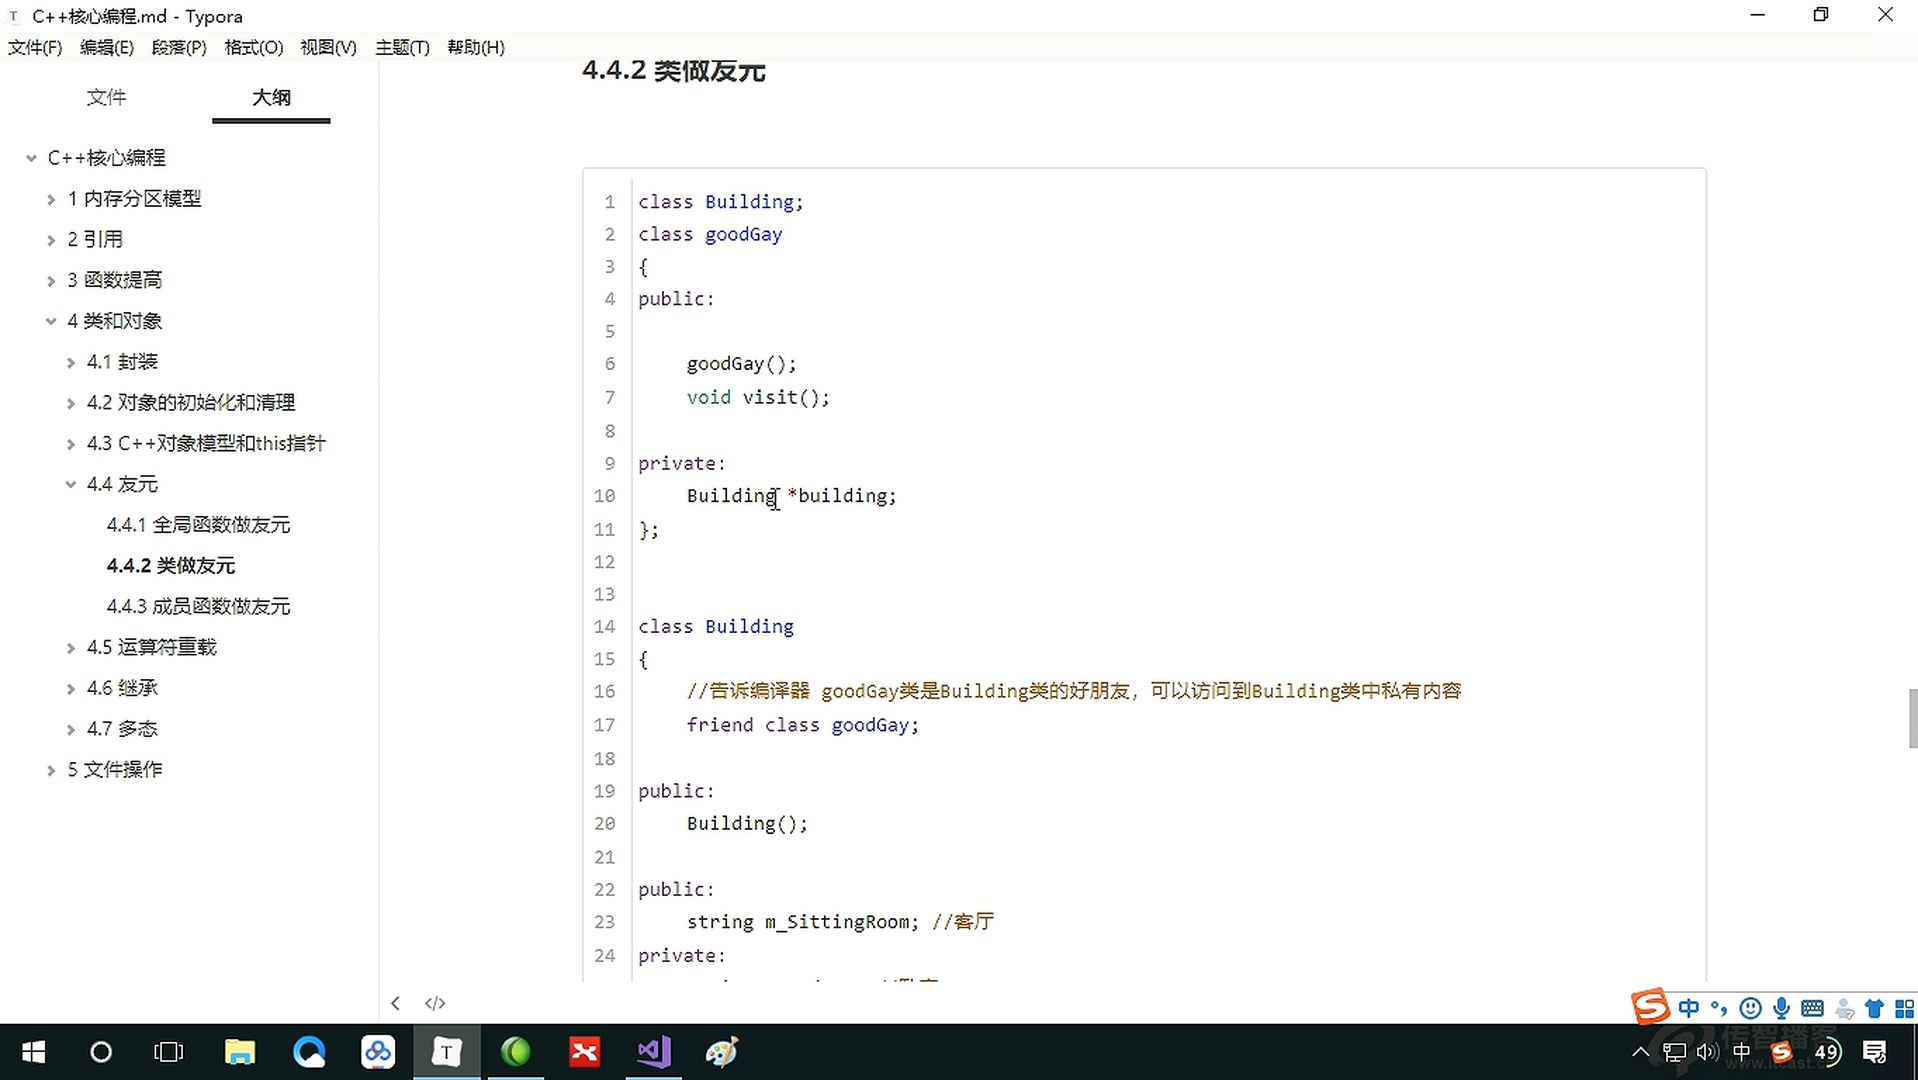 C++核心编程.md - Typora
文件(F) 编辑(E) 段落(P) 格式(O) 视图(V) 主题(T) 帮助(H)
文件 大纲
C++核心编程
1 内存分区模型
2 引用
3 函数提高
4 类和对象
4.1 封装
4.2 对象的初始化和清理
4.3 C++对象模型和this指针
4.4 友元
4.4.1 全局函数做友元
4.4.2 类做友元
4.4.3 成员函数做友元
4.5 运算符重载
4.6 继承
4.7 多态
5 文件操作
4.4.2 类做友元
1 class Building;
2 class goodGay
3 {
4 public:
5
6 goodGay();
7 void visit();
8
9 private:
10 Building *building;
11 };
12
13
14 class Building
15 {
16 //告诉编译器 goodGay类是Building类的好朋友，可以访问到Building类中私有内容
17 friend class goodGay;
18
19 public:
20 Building();
21
22 public:
23 string m_SittingRoom; //客厅
24 private: